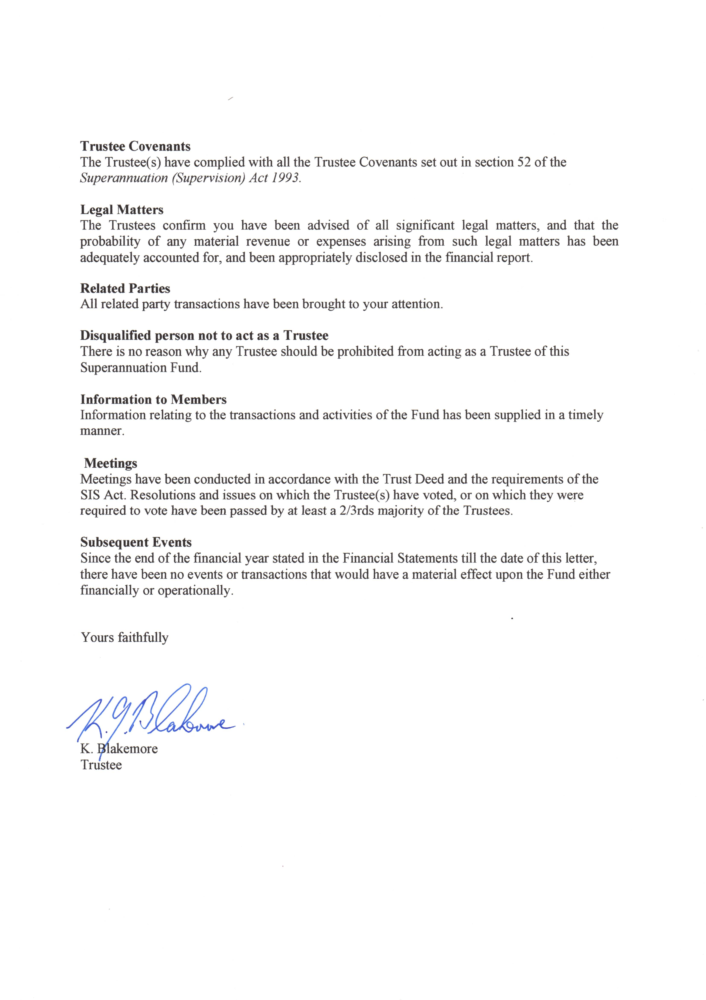 Trustee Covenants
The Trustee(s) have complied with all the Trustee Covenants set out in section 52 of the
Superannuation (Supervision) Act 1993.
Legal Matters
The Trustees confirm you have been advised of all significant legal matters, and that the
probability of any material revenue or expenses arising from such legal matters has been
adequately accounted for, and been appropriately disclosed in the financial report.
Related Parties
All related party transactions have been brought to your attention.
Disqualified person not to act as a Trustee
There is no reason why any Trustee should be prohibited from acting as a Trustee of this
Superannuation Fund.
Information to Members
Information relating to the transactions and activities of the Fund has been supplied in a timely
manner.
Meetings
Meetings have been conducted in accordance with the Trust Deed and the requirements of the
SIS Act. Resolutions and issues on which the Trustee(s) have voted, or on which they were
required to vote have been passed by at least a 2/3rds majority of the Trustees.
Subsequent Events
Since the end of the financial year stated in the Financial Statements till the date of this letter,
there have been no events or transactions that would have a material effect upon the Fund either
financially or operationally.
Yours faithfully
K. Blakemore
Trustee